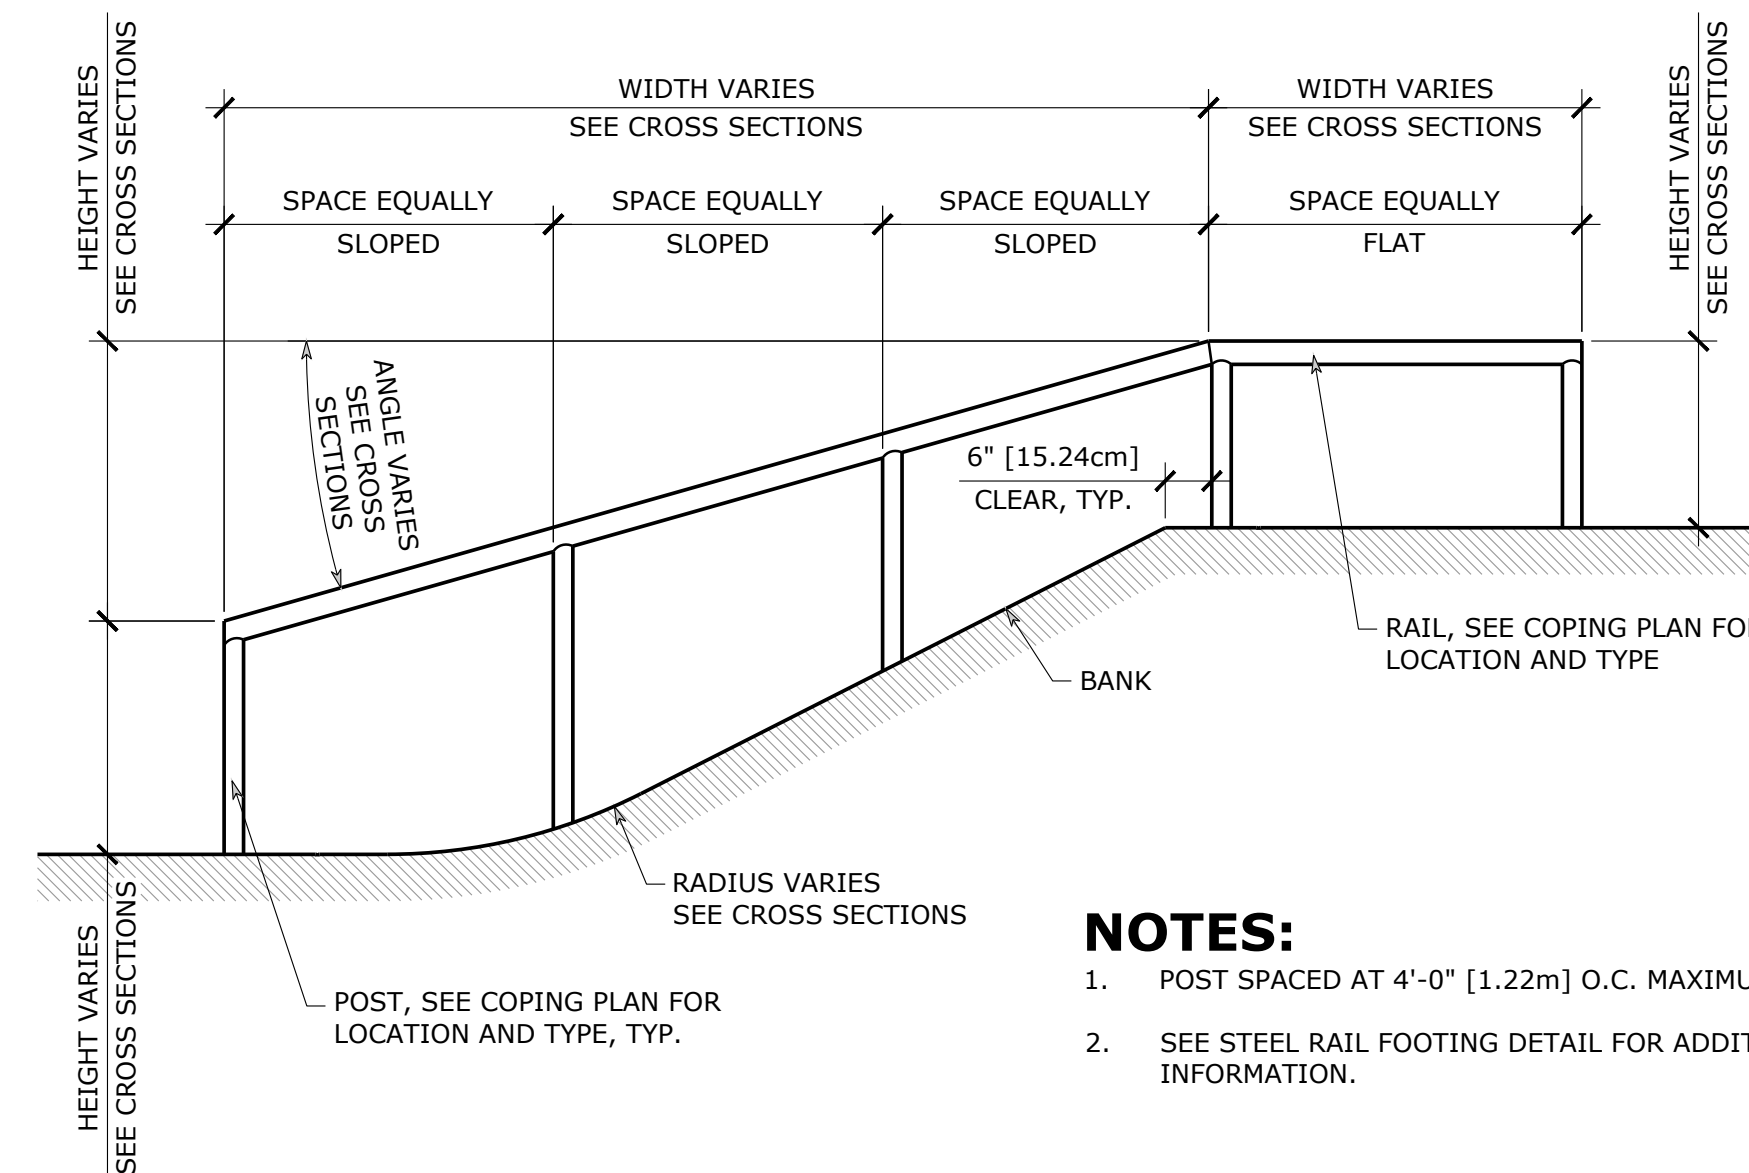 HEIGHT VARIES
SEE CROSS SECTIONS
WIDTH VARIES
SEE CROSS SECTIONS
WIDTH VARIES
SEE CROSS SECTIONS
HEIGHT VARIES
SEE CROSS SECTIONS
SPACE EQUALLY
SLOPED
SPACE EQUALLY
SLOPED
SPACE EQUALLY
SLOPED
SPACE EQUALLY
FLAT
ANGLE VARIES
SEE CROSS
SECTIONS
6" [15.24cm]
CLEAR, TYP.
RAIL, SEE COPING PLAN
LOCATION AND TYPE
BANK
RADIUS VARIES
SEE CROSS SECTIONS
POST, SEE COPING PLAN FOR
LOCATION AND TYPE, TYP.
HEIGHT VARIES
SEE CROSS SECTIONS
NOTES:
1. POST SPACED AT 4'-0" [1.22m] O.C.
2. SEE STEEL RAIL FOOTING DETAIL FOR
INFORMATION.